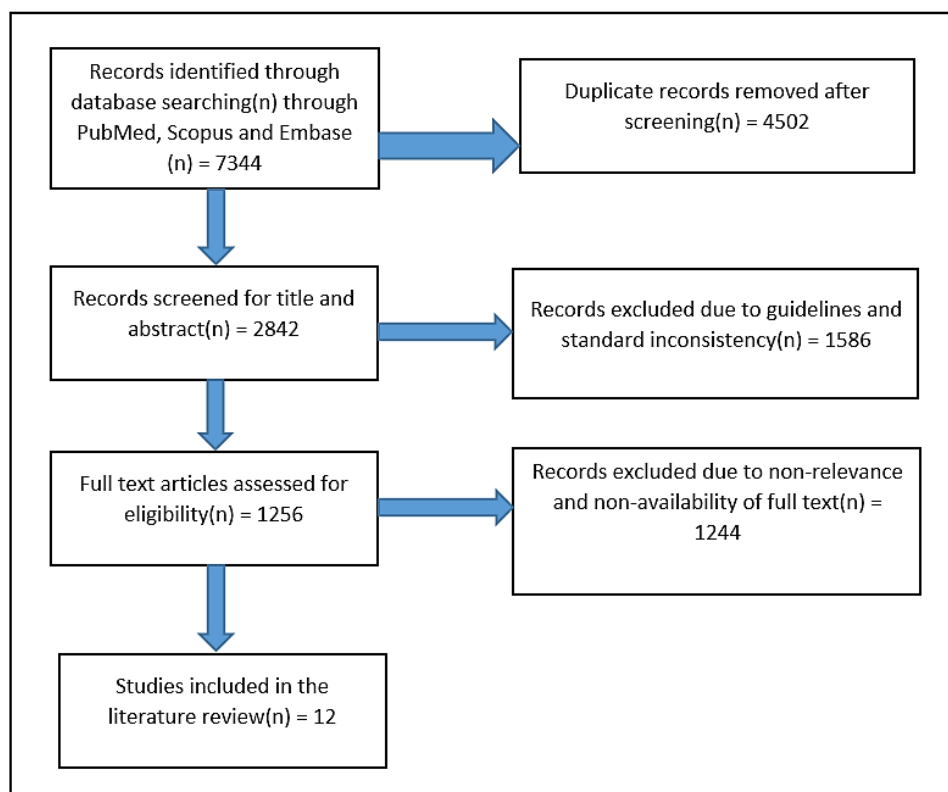 Records identified through
database searching(n) through
PubMed, Scopus and Embase
(n) = 7344
Duplicate records removed after
screening(n) = 4502
Records screened for title and
abstract(n) = 2842
Records excluded due to guidelines and
standard inconsistency(n) = 1586
Full text articles assessed for
eligibility(n) = 1256
Records excluded due to non-relevance
and non-availability of full text(n) =
1244
Studies included in the
literature review(n) = 12